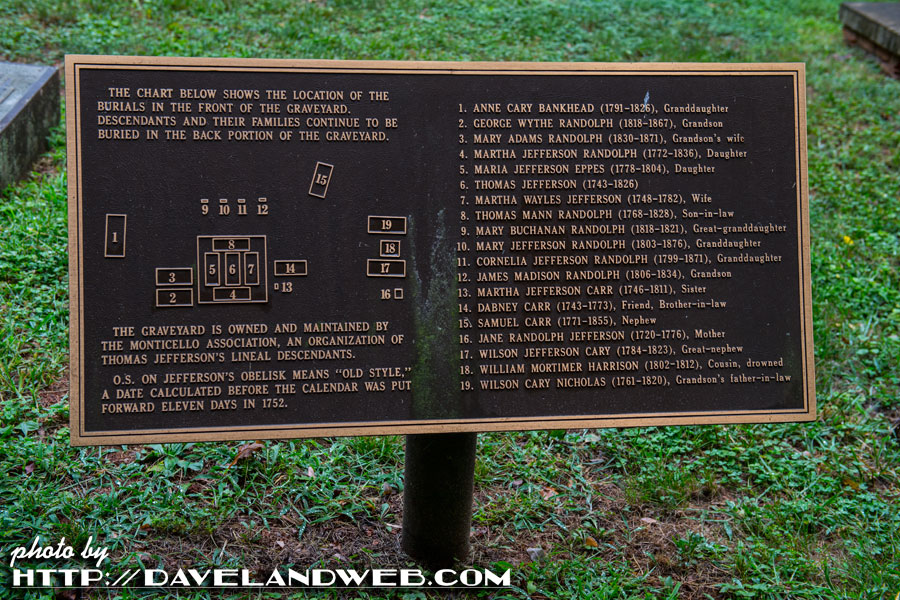 THE CHART BELOW SHOWS THE LOCATION OF THE
BURIALS IN THE FRONT OF THE GRAVEYARD.
DESCENDANTS AND THEIR FAMILIES CONTINUE TO BE
BURIED IN THE BACK PORTION OF THE GRAVEYARD.
15
9 10 11 12
1
19
8
18
5 6 7
14
17
3
13
2
4
16
THE GRAVEYARD IS OWNED AND MAINTAINED BY
THE MONTICELLO ASSOCIATION, AN ORGANIZATION OF
THOMAS JEFFERSON'S LINEAL DESCENDANTS.
O.S. ON JEFFERSON'S OBELISK MEANS "OLD STYLE,"
A DATE CALCULATED BEFORE THE CALENDAR WAS PUT
FORWARD ELEVEN DAYS IN 1752.
1. ANNE CARY BANKHEAD (1791-1826), Granddaughter
2. GEORGE WYTHE RANDOLPH (1818-1867), Grandson
3. MARY ADAMS RANDOLPH (1830-1871), Grandson's wife
4. MARTHA JEFFERSON RANDOLPH (1772-1836), Daughter
5. MARIA JEFFERSON EPPES (1778-1804), Daughter
6. THOMAS JEFFERSON (1743-1826)
7. MARTHA WAYLES JEFFERSON (1748-1782), Wife
8. THOMAS MANN RANDOLPH (1768-1828), Son-in-law
9. MARY BUCHANAN RANDOLPH (1818-1821), Great-granddaughter
10. MARY JEFFERSON RANDOLPH (1803-1876), Granddaughter
11. CORNELIA JEFFERSON RANDOLPH (1799-1871), Granddaughter
12. JAMES MADISON RANDOLPH (1806-1834), Grandson
13. MARTHA JEFFERSON CARR (1746-1811), Sister
14. DABNEY CARR (1743-1773), Friend, Brother-in-law
15. SAMUEL CARR (1771-1855), Nephew
16. JANE RANDOLPH JEFFERSON (1720-1776), Mother
17. WILSON JEFFERSON CARY (1784-1823), Great-nephew
18. WILLIAM MORTIMER HARRISON (1802-1812), Cousin, drowned
19. WILSON CARY NICHOLAS (1761-1820), Grandson's father-in-law
photo by
HTTP://DAVELANDWEB.COM